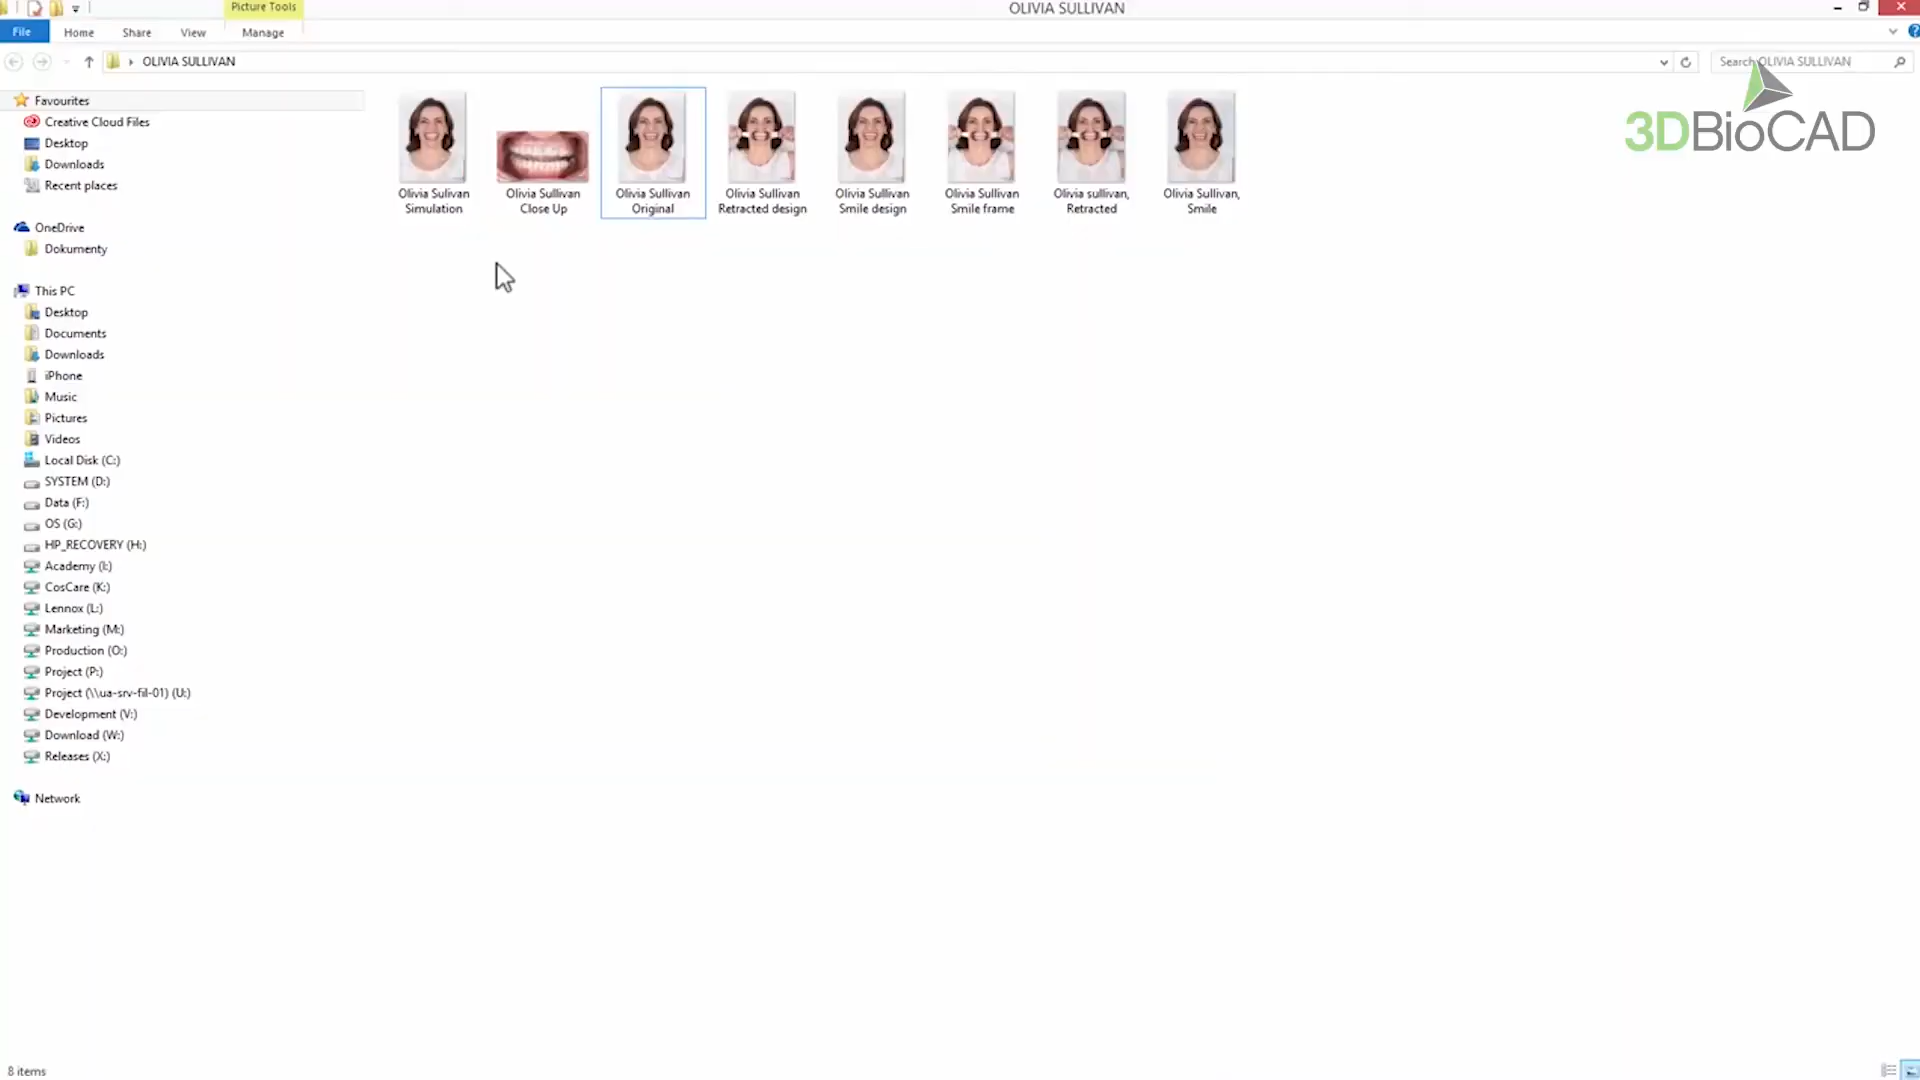 Picture Tools
OLIVIA SULLIVAN
File Home Share View Manage
OLIVIA SULLIVAN
Search OLIVIA SULLIVAN
3DBioCAD
Favourites
Creative Cloud Files
Desktop
Downloads
Recent places
OneDrive
Dokumenty
This PC
Desktop
Documents
Downloads
iPhone
Music
Pictures
Videos
Local Disk (C:)
SYSTEM (D:)
Data (F:)
OS (G:)
HP_RECOVERY (H:)
Academy (I:)
CosCare (K:)
Lennox (L:)
Marketing (M:)
Production (O:)
Project (P:)
Project (\\ua-srv-fil-01) (U:)
Development (V:)
Download (W:)
Releases (X:)
Network
Olivia Sulivan
Simulation
Olivia Sullivan
Close Up
Olivia Sullivan
Original
Olivia Sullivan
Retracted design
Olivia Sullivan
Smile design
Olivia Sullivan
Smile frame
Olivia sullivan,
Retracted
Olivia Sullivan,
Smile
8 items